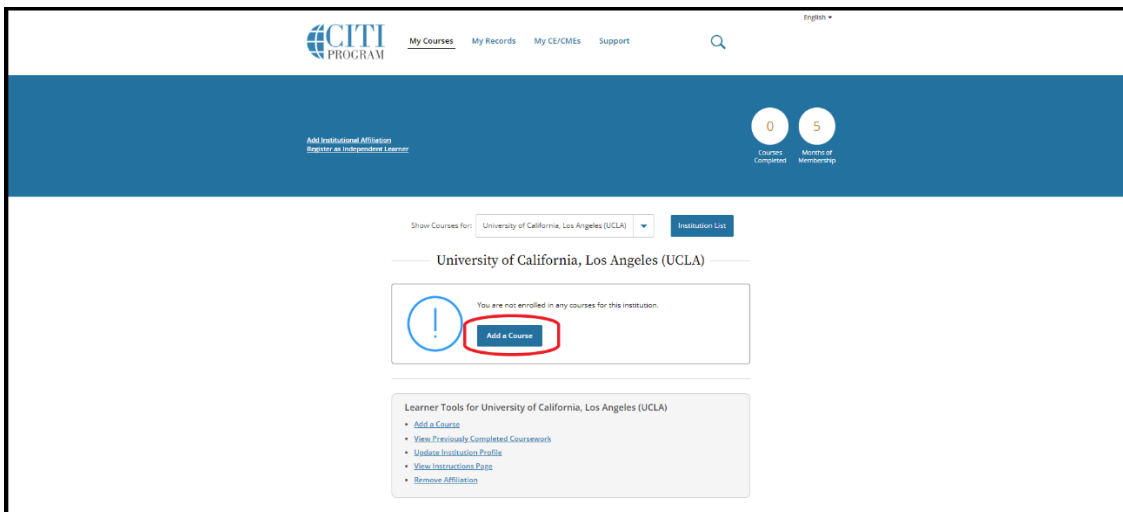 English
CITI
PROGRAM
My Courses My Records My CE/CMEs Support
0 5
Add Institutional Affiliation
Register as Independent Learner
Courses Completed
Months of Membership
Show Courses for: University of California, Los Angeles (UCLA) Institution List
University of California, Los Angeles (UCLA)
You are not enrolled in any courses for this institution.
Add a Course
Learner Tools for University of California, Los Angeles (UCLA)
Add a Course
View Previously Completed Coursework
Update Institution Profile
View Instructions Page
Remove Affiliation